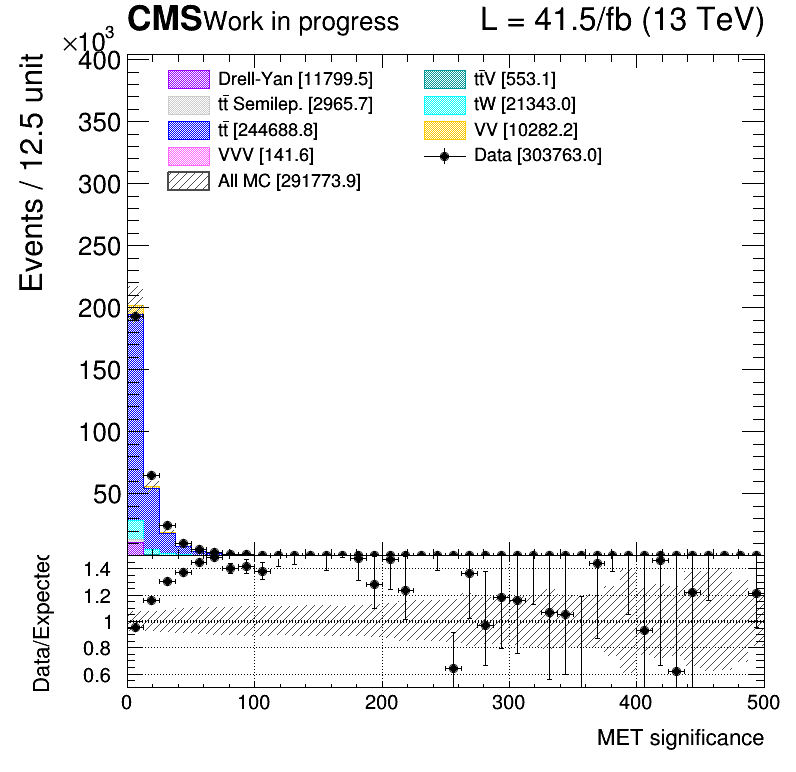 CMS Work in progress L = 41.5/fb (13 TeV)
×10³
Events / 12.5 unit
400
350
300
250
200
150
100
50
Drell-Yan [11799.5]
tt̄ Semilep. [2965.7]
tt̄ [244688.8]
VVV [141.6]
All MC [291773.9]
tt̄V [553.1]
tW [21343.0]
VV [10282.2]
Data [303763.0]
Data/Expected
1.4
1.2
1
0.8
0.6
0 100 200 300 400 500
MET significance